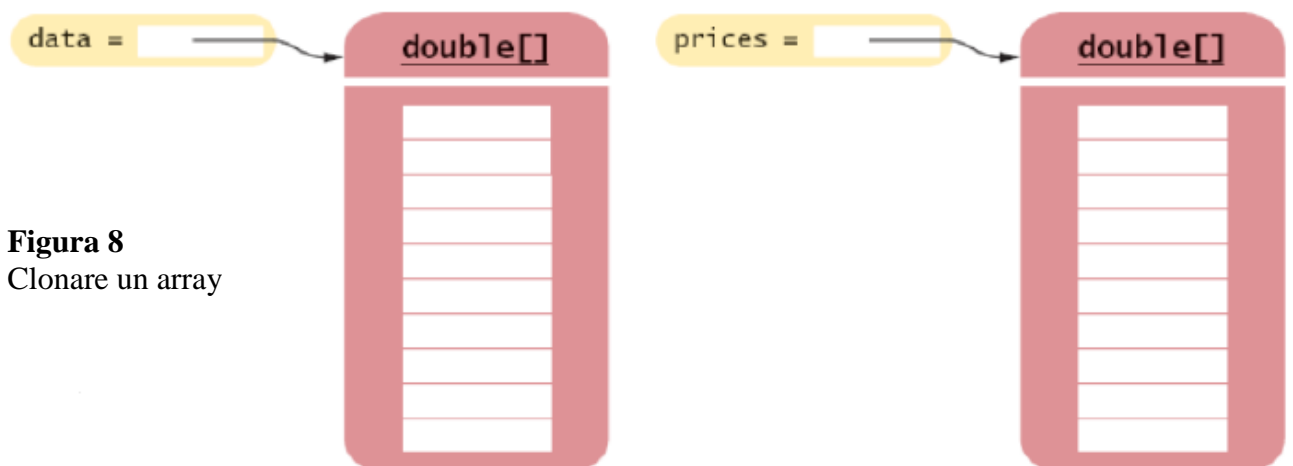 data =
double[]
prices =
double[]
Figura 8
Clonare un array